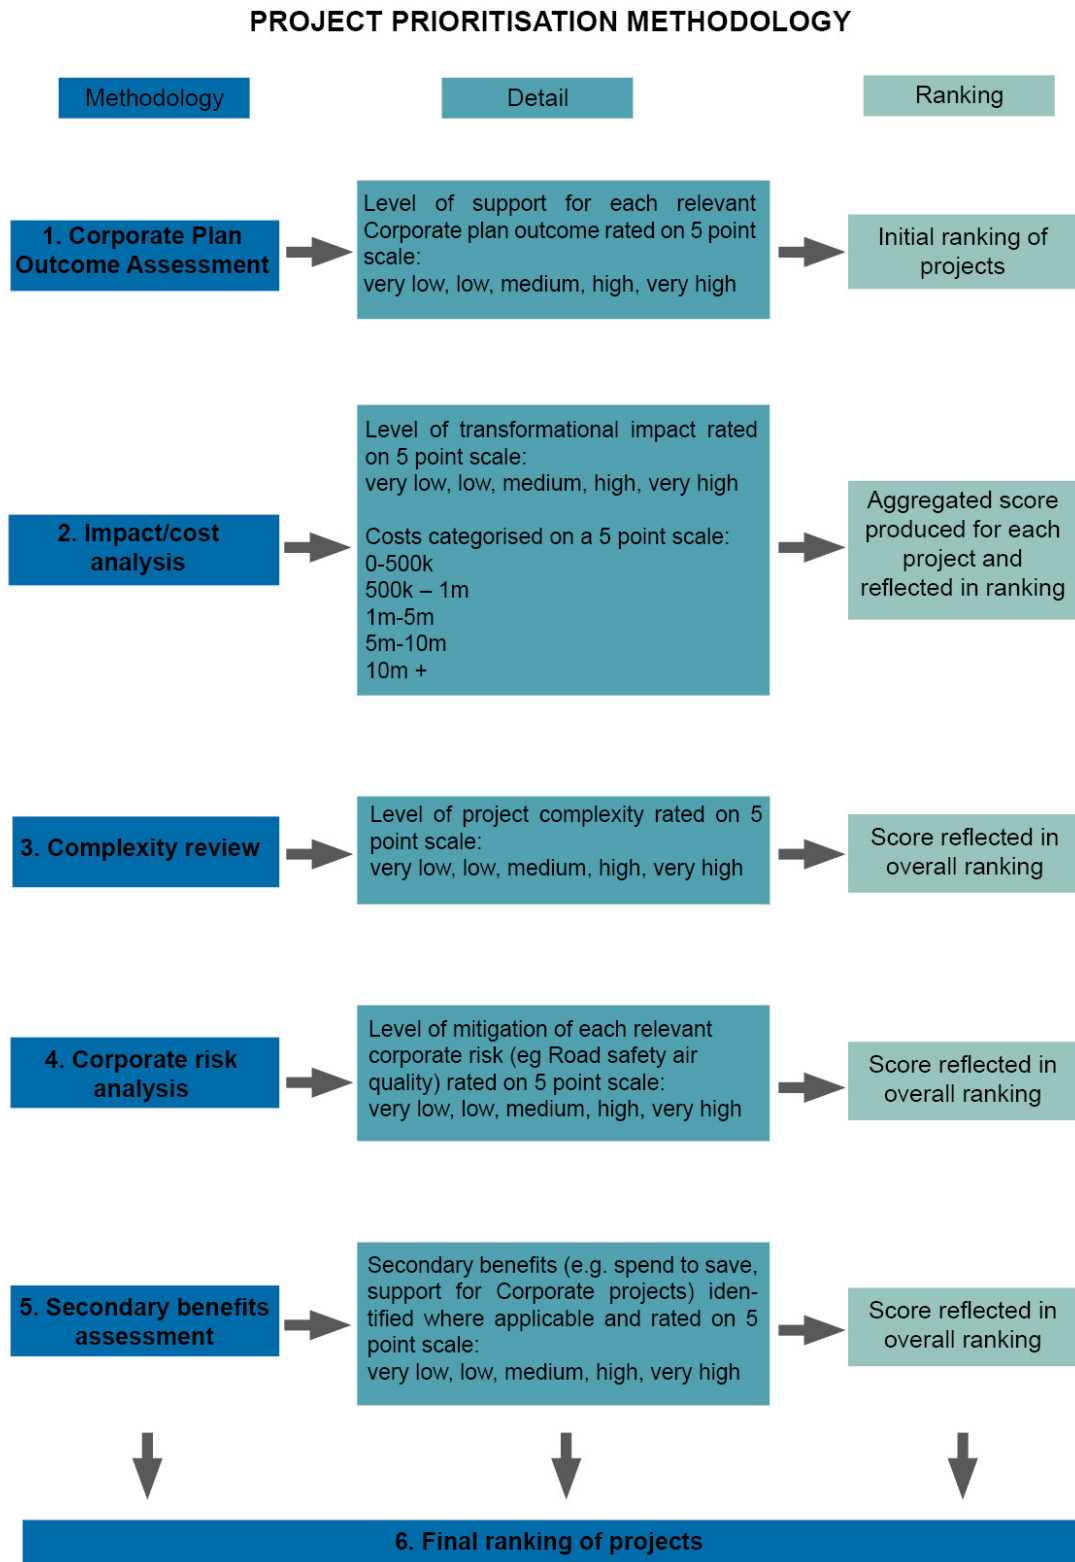 PROJECT PRIORITISATION METHODOLOGY
Methodology
Detail
Ranking
1. Corporate Plan
Outcome Assessment
Level of support for each relevant
Corporate plan outcome rated on 5 point
scale:
very low, low, medium, high, very high
Initial ranking of
projects
2. Impact/cost
analysis
Level of transformational impact rated
on 5 point scale:
very low, low, medium, high, very high
Costs categorised on a 5 point scale:
0-500k
500k – 1m
1m-5m
5m-10m
10m +
Aggregated score
produced for each
project and
reflected in ranking
3. Complexity review
Level of project complexity rated on 5
point scale:
very low, low, medium, high, very high
Score reflected in
overall ranking
4. Corporate risk
analysis
Level of mitigation of each relevant
corporate risk (eg Road safety air
quality) rated on 5 point scale:
very low, low, medium, high, very high
Score reflected in
overall ranking
5. Secondary benefits
assessment
Secondary benefits (e.g. spend to save,
support for Corporate projects) iden-
tified where applicable and rated on 5
point scale:
very low, low, medium, high, very high
Score reflected in
overall ranking
6. Final ranking of projects